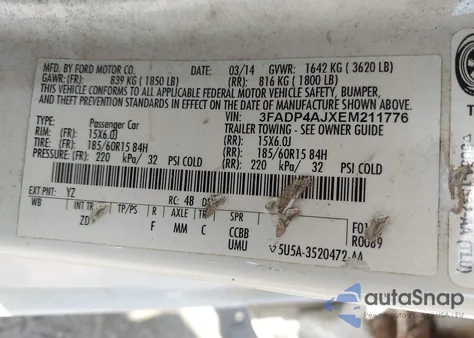 MFD. BY FORD MOTOR CO. DATE: 03/14 GVWR: 1642 KG ( 3620 LB)
GAWR: (FR): 839 KG ( 1850 LB) (RR): 816 KG ( 1800 LB)
THIS VEHICLE CONFORMS TO ALL APPLICABLE FEDERAL MOTOR VEHICLE SAFETY, BUMPER,
AND THEFT PREVENTION STANDARDS IN EFFECT ON THE DATE OF MANUFACTURE SHOWN ABOVE.
VIN: 3FADP4AJXEM211776
TYPE: Passenger Car TRAILER TOWING - SEE OWNER GUIDE
RIM: 15X6.0J 15X6.0J
TIRE: (FR): 185/60R15 84H (RR): 185/60R15 84H
PRESSURE: (FR): 220 kPa/ 32 PSI COLD (RR): 220 kPa/ 32 PSI COLD
EXT PNT: YZ RC: 48
WB INT TR TP/PS R AXLE TR SPR
ZD F MM C CCBB
UMU 5U5A-3520472-AA
R0089
autoSnap